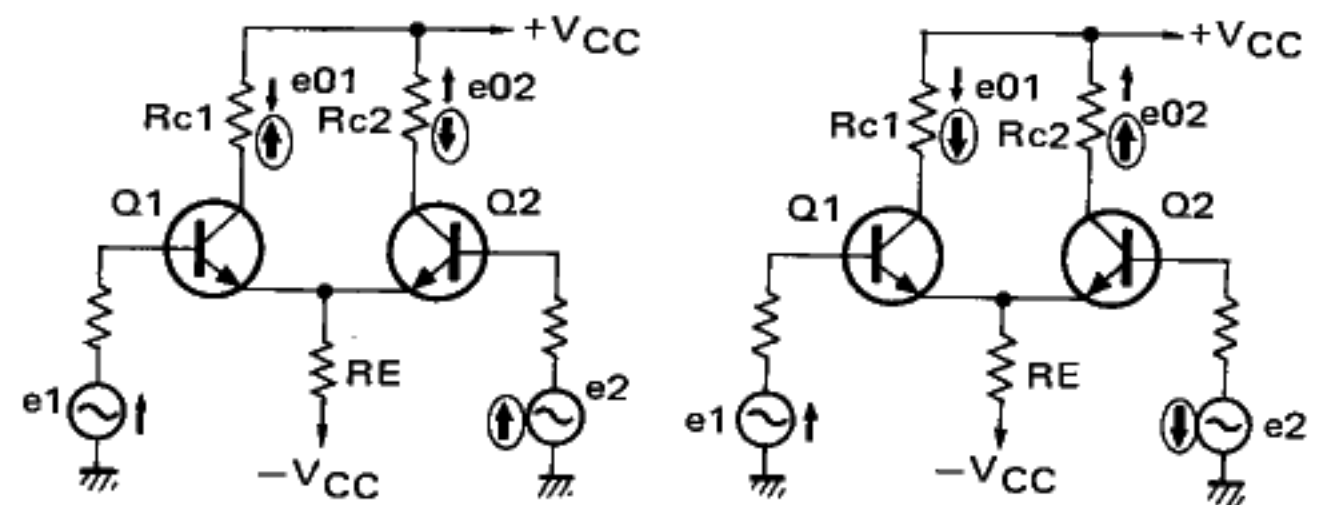 +VCC
e01
e02
Rc1
Rc2
Q1
Q2
RE
e1
e2
−VCC
+VCC
e01
Rc1
Rc2
e02
Q1
Q2
RE
e1
e2
−VCC